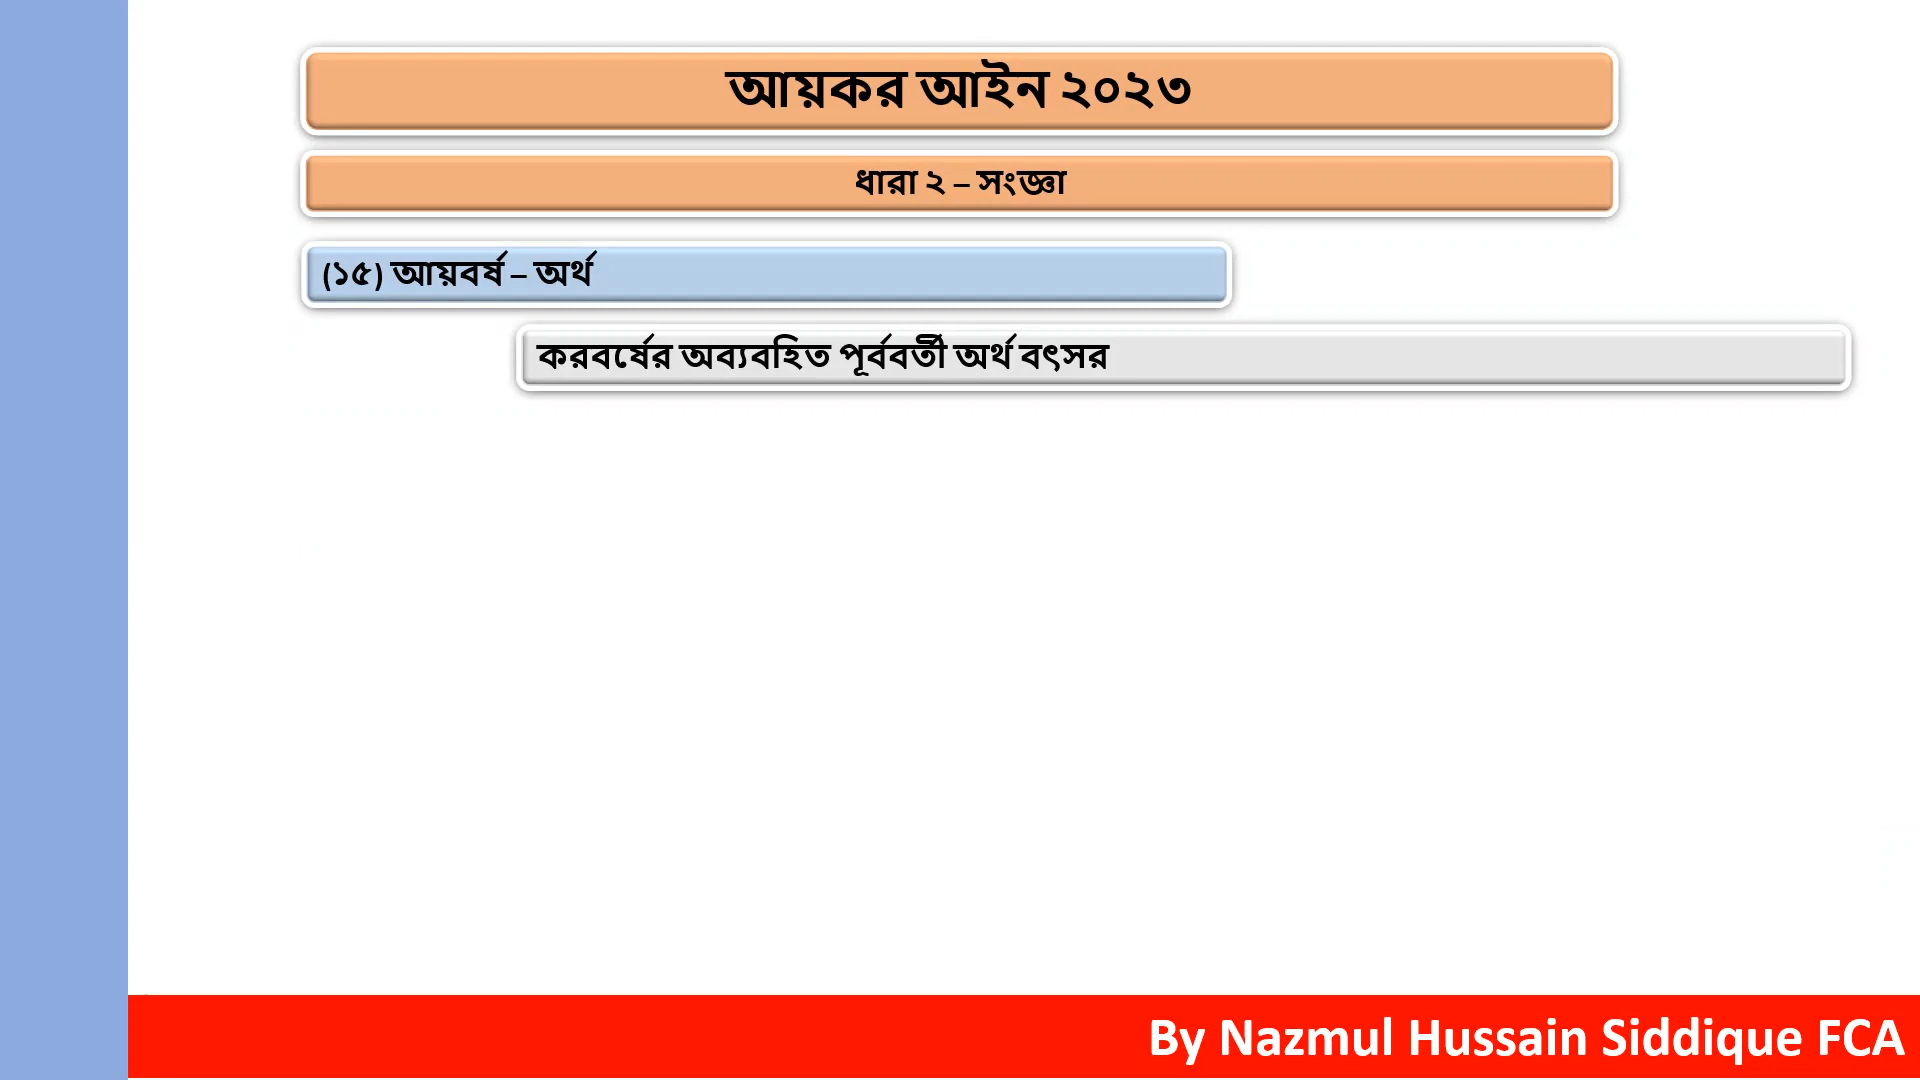 আয়কর আইন ২০২৩
ধারা ২ – সংজ্ঞা
(১৫) আয়বর্ষ – অর্থ
করবর্ষের অব্যবহিত পূর্ববর্তী অর্থ বৎসর
By Nazmul Hussain Siddique FCA